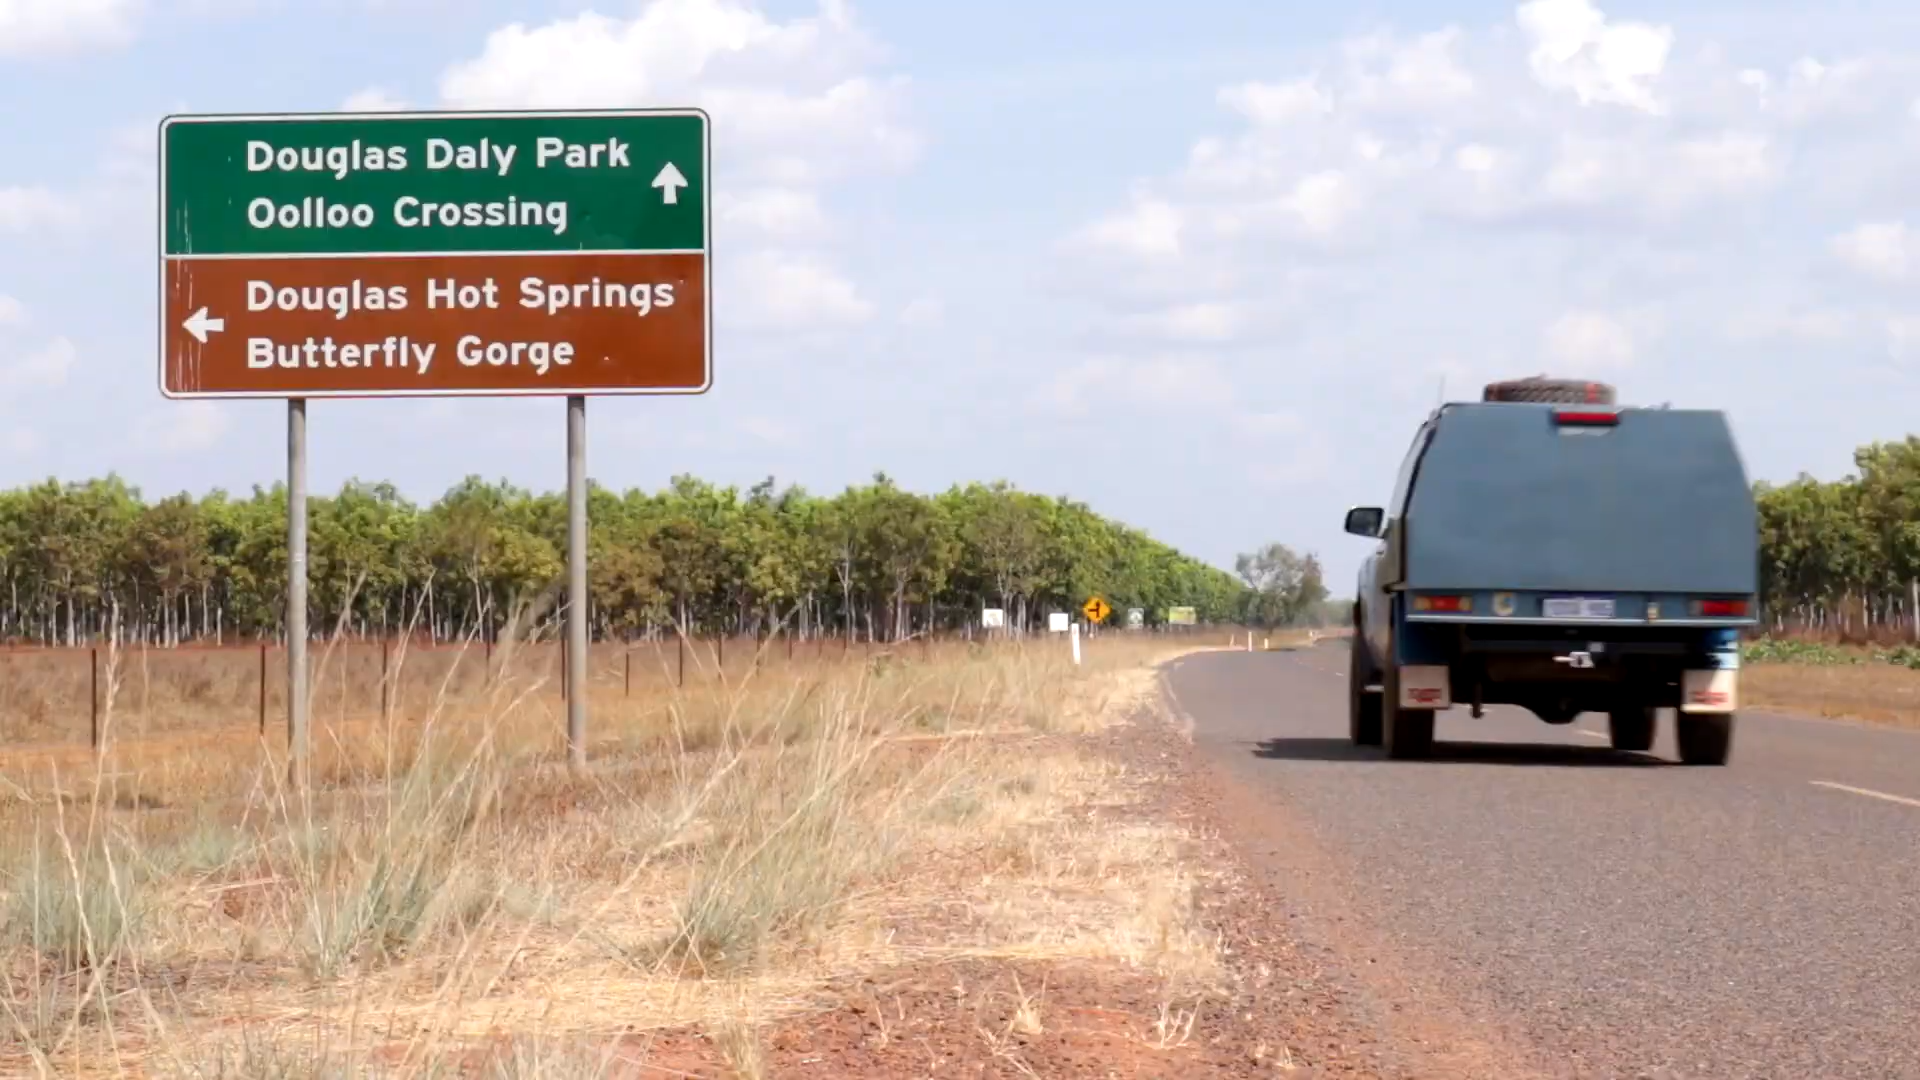 Douglas Daly Park
Oolloo Crossing
Douglas Hot Springs
Butterfly Gorge